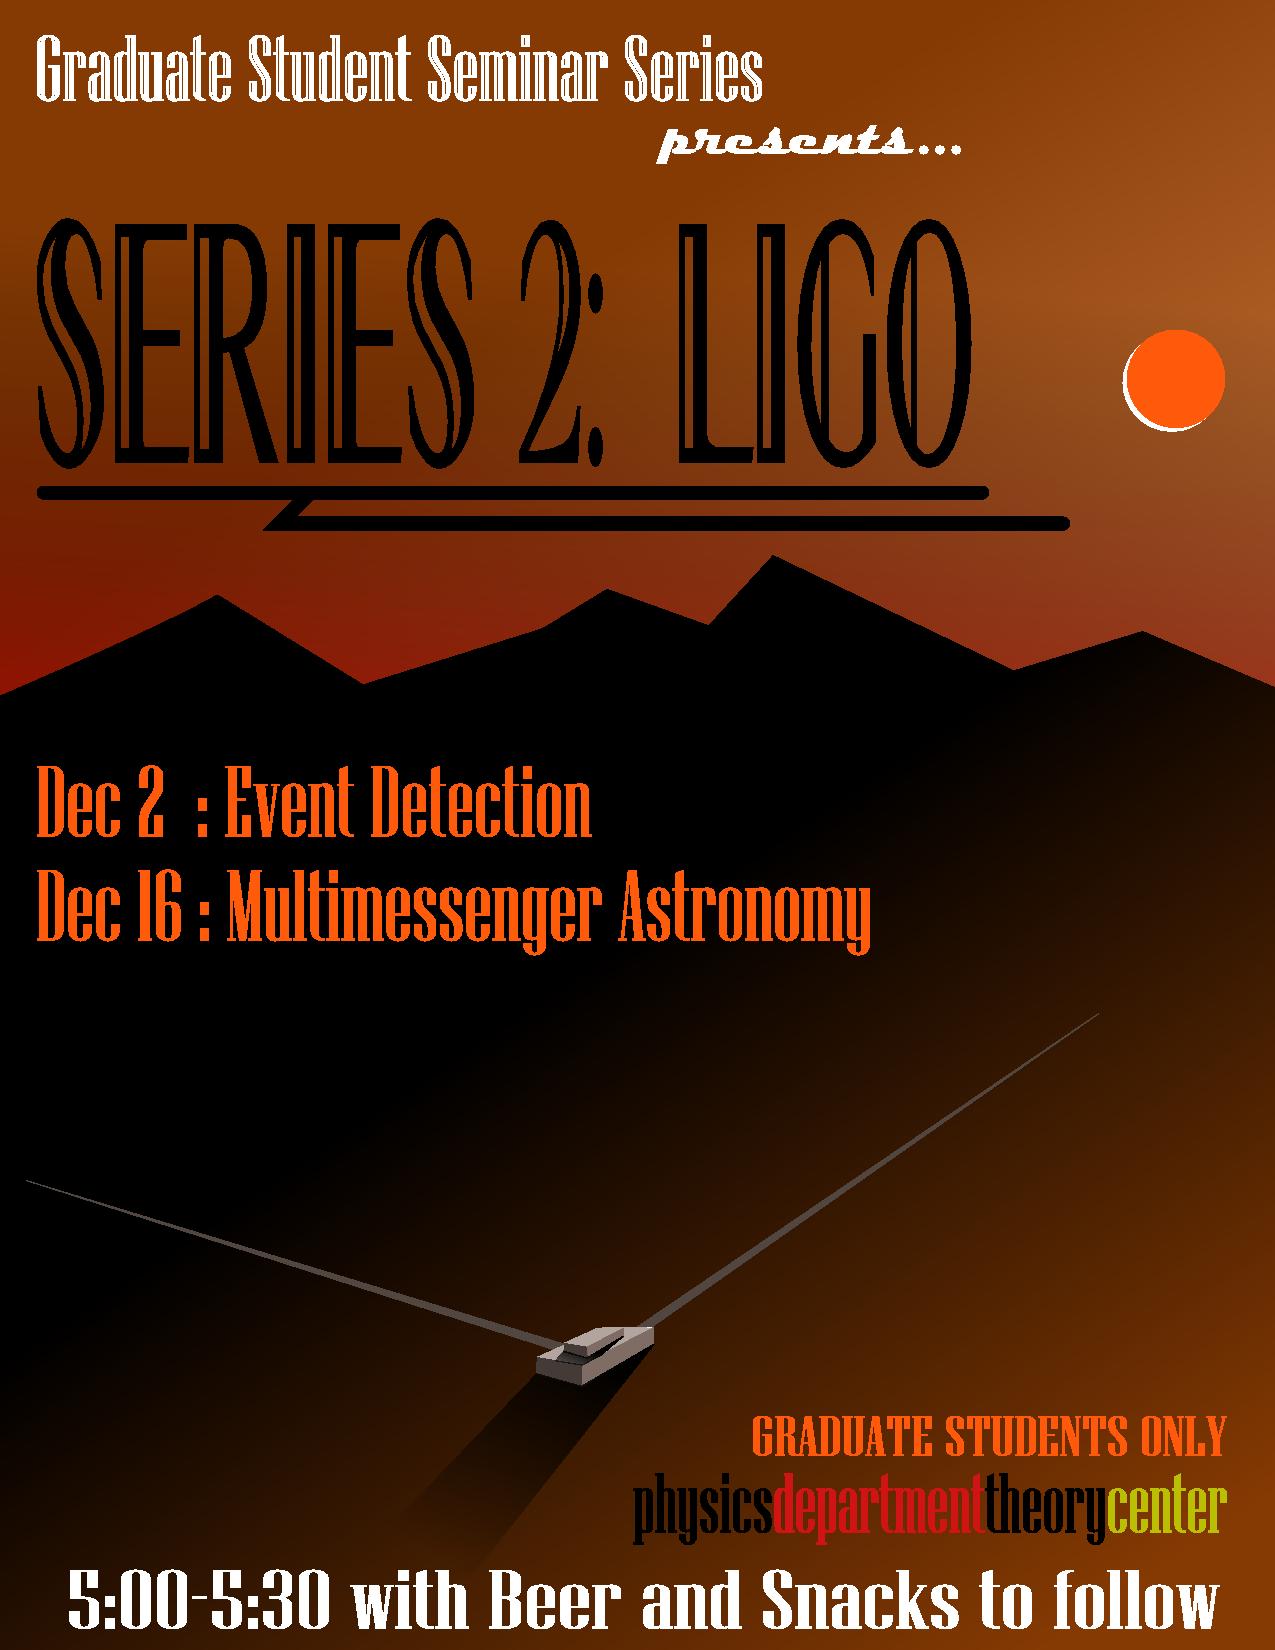 Graduate Student Seminar Series
presents...
SERIES 2: LIGO
Dec 2 : Event Detection
Dec 16 : Multimessenger Astronomy
GRADUATE STUDENTS ONLY
physicsdepartmenttheorycenter
5:00-5:30 with Beer and Snacks to follow